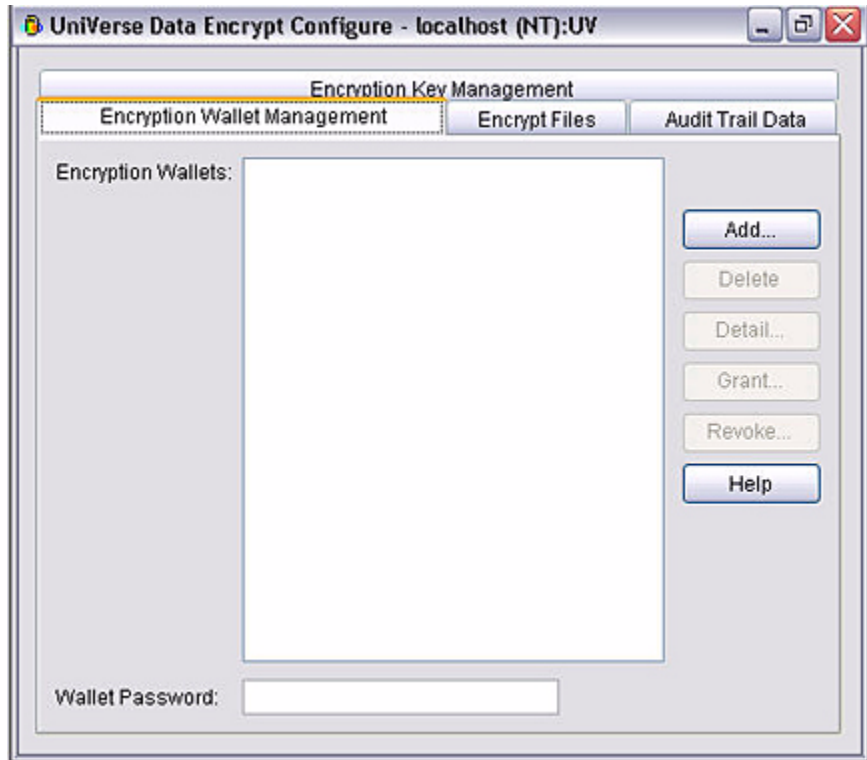 UniVerse Data Encrypt Configure - localhost (NT):UV
Encryption Key Management
Encryption Wallet Management
Encrypt Files
Audit Trail Data
Encryption Wallets:
Add...
Delete
Detail...
Grant...
Revoke...
Help
Wallet Password: